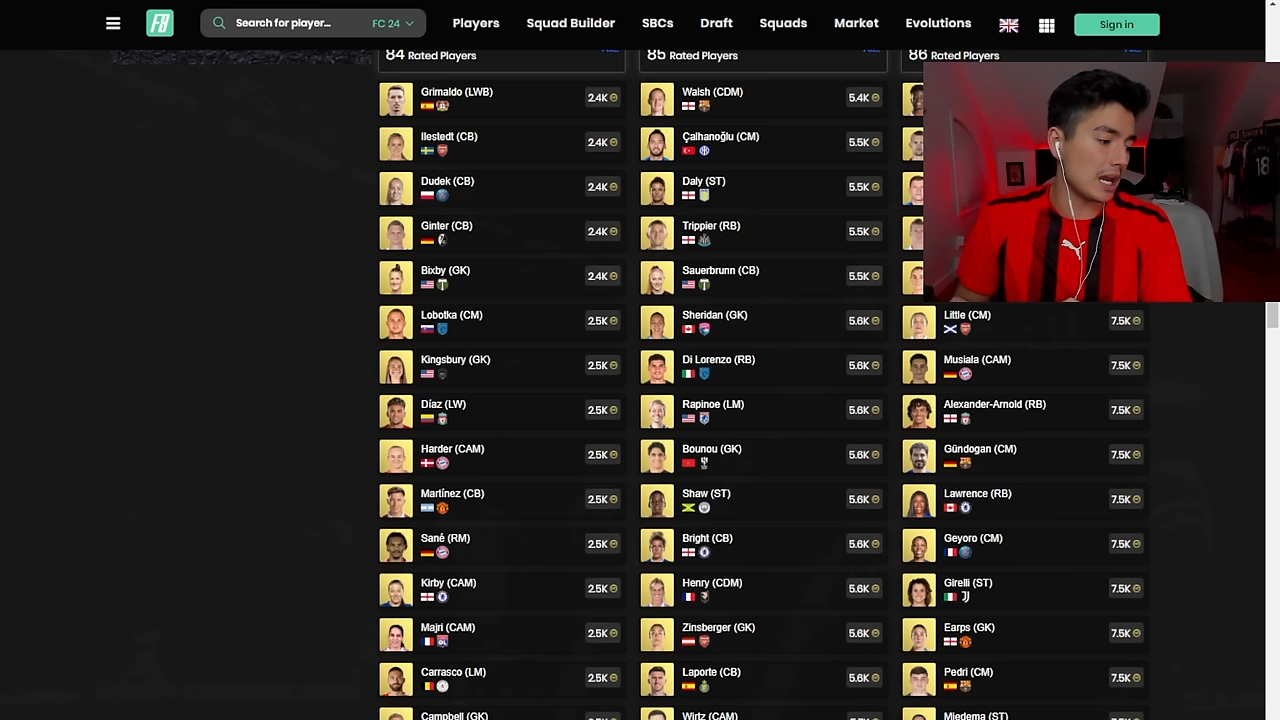 F8
Search for player...
FC 24
Players
Squad Builder
SBCs
Draft
Squads
Market
Evolutions
Sign in
84 Rated Players
85 Rated Players
86 Rated Players
Grimaldo (LWB)
2.4K
Ilestedt (CB)
2.4K
Dudek (CB)
2.4K
Ginter (CB)
2.4K
Bixby (GK)
2.4K
Lobotka (CM)
2.5K
Kingsbury (GK)
2.5K
Díaz (LW)
2.5K
Harder (CAM)
2.5K
Martínez (CB)
2.5K
Sané (RM)
2.5K
Kirby (CAM)
2.5K
Majri (CAM)
2.5K
Carrasco (LM)
2.5K
Campbell (GK)
Walsh (CDM)
5.4K
Çalhanoğlu (CM)
5.5K
Daly (ST)
5.5K
Trippier (RB)
5.5K
Sauerbrunn (CB)
5.5K
Sheridan (GK)
5.6K
Di Lorenzo (RB)
5.6K
Rapinoe (LM)
5.6K
Bounou (GK)
5.6K
Shaw (ST)
5.6K
Bright (CB)
5.6K
Henry (CDM)
5.6K
Zinsberger (GK)
5.6K
Laporte (CB)
5.6K
Wirtz (CAM)
Little (CM)
7.5K
Musiala (CAM)
7.5K
Alexander-Arnold (RB)
7.5K
Gündogan (CM)
7.5K
Lawrence (RB)
7.5K
Geyoro (CM)
7.5K
Girelli (ST)
7.5K
Earps (GK)
7.5K
Pedri (CM)
7.5K
Miedema (ST)
18